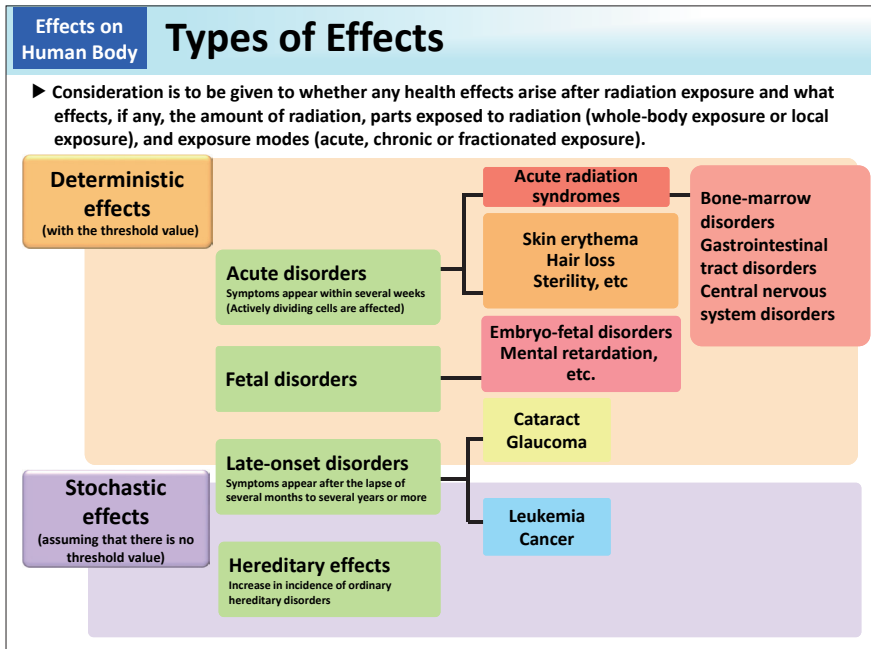 Effects on
Human Body
Types of Effects
▶ Consideration is to be given to whether any health effects arise after radiation exposure and what
effects, if any, the amount of radiation, parts exposed to radiation (whole-body exposure or local
exposure), and exposure modes (acute, chronic or fractionated exposure).
Deterministic
effects
(with the threshold value)
Acute disorders
Symptoms appear within several weeks
(Actively dividing cells are affected)
Acute radiation
syndromes
Skin erythema
Hair loss
Sterility, etc
Bone-marrow
disorders
Gastrointestinal
tract disorders
Central nervous
system disorders
Fetal disorders
Embryo-fetal disorders
Mental retardation,
etc.
Late-onset disorders
Symptoms appear after the lapse of
several months to several years or more
Cataract
Glaucoma
Stochastic
effects
(assuming that there is no
threshold value)
Leukemia
Cancer
Hereditary effects
Increase in incidence of ordinary
hereditary disorders